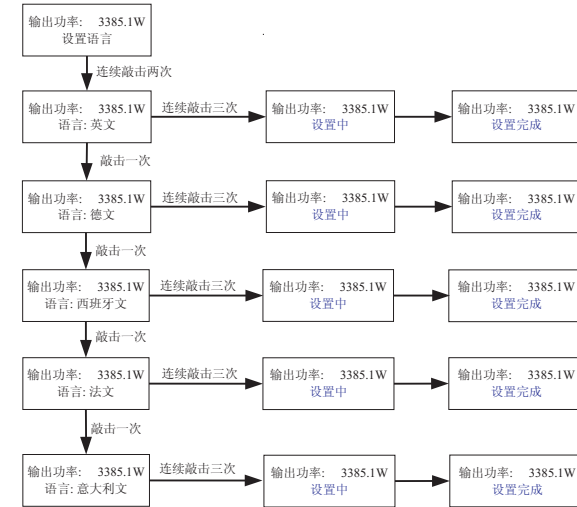 输出功率: 3385.1W
设置语言
连续敲击两次
输出功率: 3385.1W
语言: 英文
连续敲击三次
输出功率: 3385.1W
设置中
输出功率: 3385.1W
设置完成
敲击一次
输出功率: 3385.1W
语言: 德文
连续敲击三次
输出功率: 3385.1W
设置中
输出功率: 3385.1W
设置完成
敲击一次
输出功率: 3385.1W
语言: 西班牙文
连续敲击三次
输出功率: 3385.1W
设置中
输出功率: 3385.1W
设置完成
敲击一次
输出功率: 3385.1W
语言: 法文
连续敲击三次
输出功率: 3385.1W
设置中
输出功率: 3385.1W
设置完成
敲击一次
输出功率: 3385.1W
语言: 意大利文
连续敲击三次
输出功率: 3385.1W
设置中
输出功率: 3385.1W
设置完成